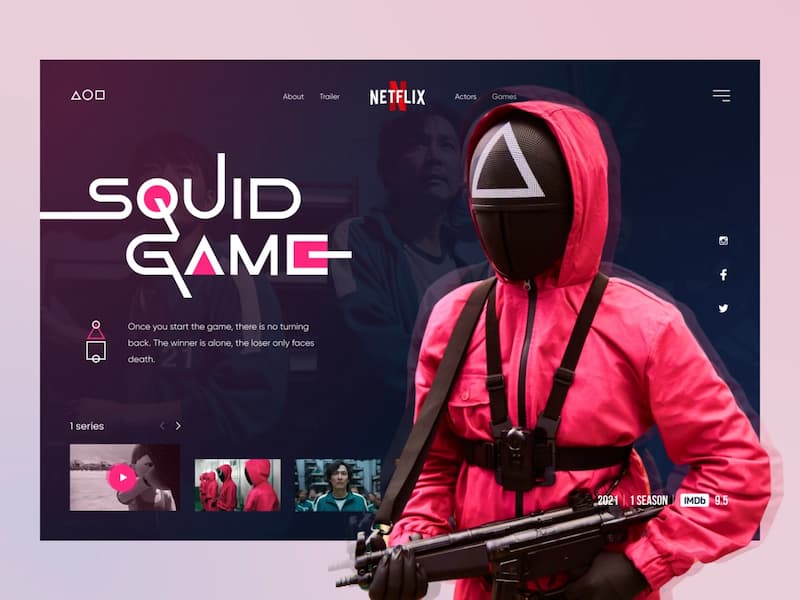 About
Trailer
NETFLIX
Actors
Games
SQUID
GAME
Once you start the game, there is no turning
back. The winner is alone, the loser only faces
death.
1 series
2021 | 1 SEASON | IMDb 9.5